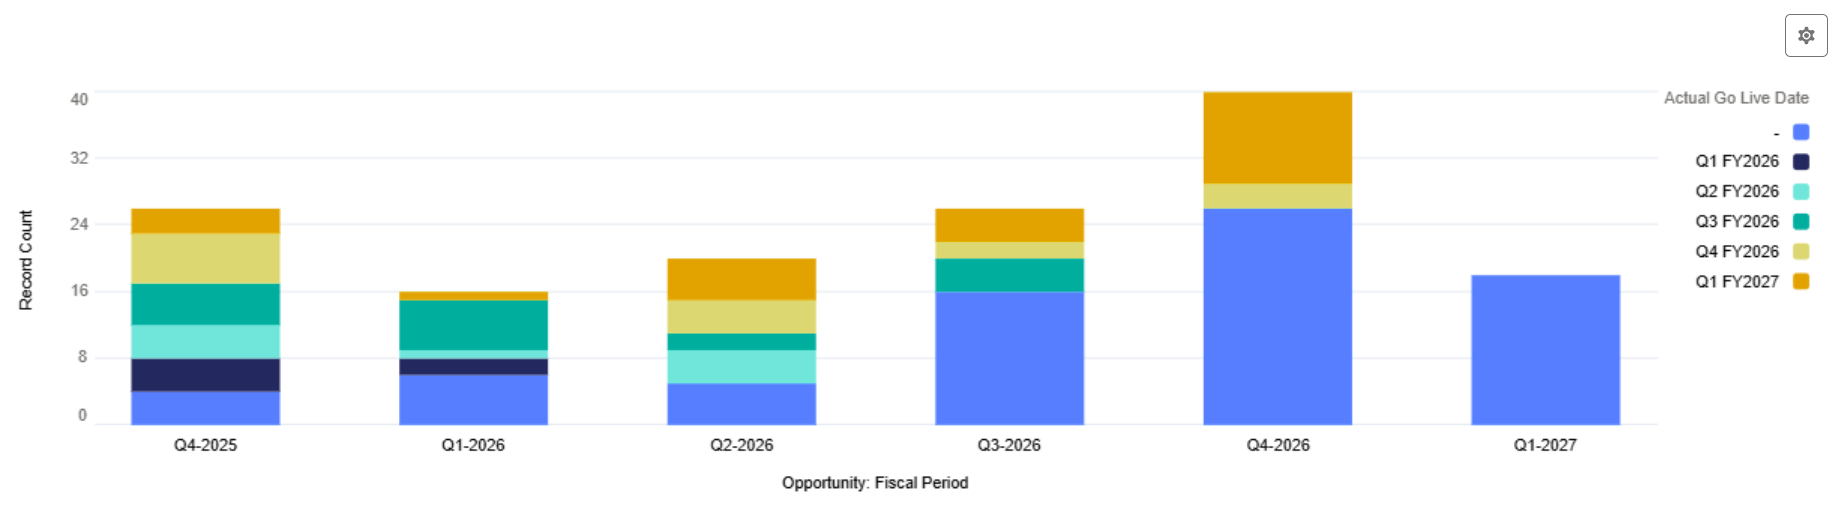 40
32
24
16
8
0
Record Count
Q4-2025
Q1-2026
Q2-2026
Q3-2026
Q4-2026
Q1-2027
Opportunity: Fiscal Period
Actual Go Live Date
-
Q1 FY2026
Q2 FY2026
Q3 FY2026
Q4 FY2026
Q1 FY2027